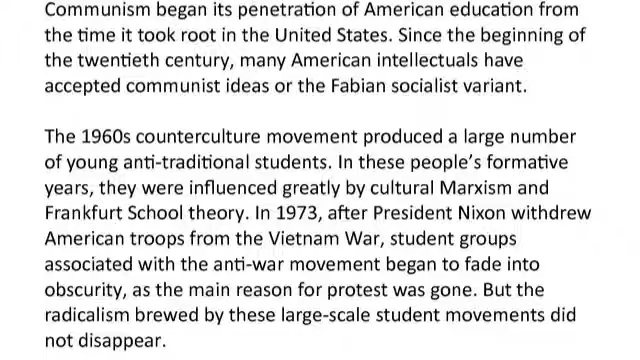 Communism began its penetration of American education from
the time it took root in the United States. Since the beginning of
the twentieth century, many American intellectuals have
accepted communist ideas or the Fabian socialist variant.
The 1960s counterculture movement produced a large number
of young anti-traditional students. In these people's formative
years, they were influenced greatly by cultural Marxism and
Frankfurt School theory. In 1973, after President Nixon withdrew
American troops from the Vietnam War, student groups
associated with the anti-war movement began to fade into
obscurity, as the main reason for protest was gone. But the
radicalism brewed by these large-scale student movements did
not disappear.